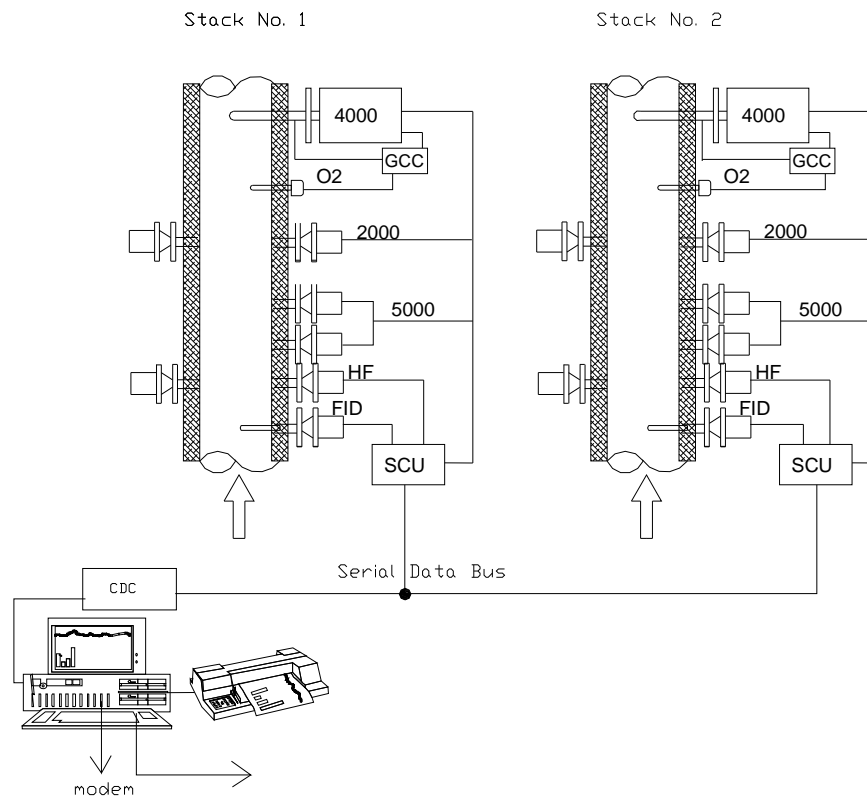 Stack No. 1
Stack No. 2
4000
GCC
O2
2000
5000
HF
FID
SCU
4000
GCC
O2
2000
5000
HF
FID
SCU
Serial Data Bus
CDC
modem